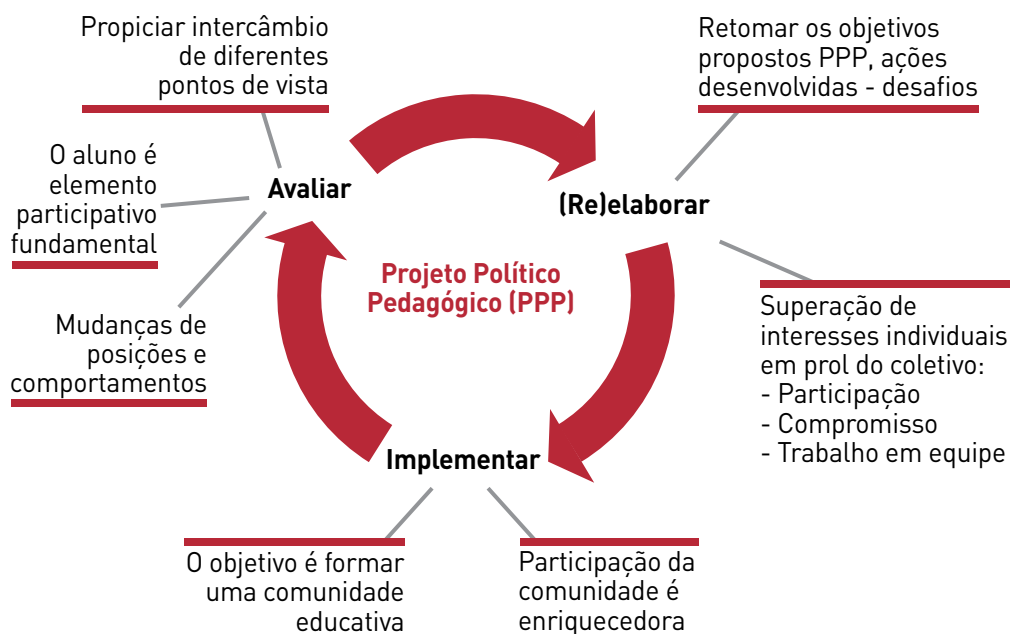 Propiciar intercâmbio
de diferentes
pontos de vista
Retomar os objetivos
propostos PPP, ações
desenvolvidas - desafios
O aluno é
elemento
participativo
fundamental
Avaliar
(Re)elaborar
Projeto Político
Pedagógico (PPP)
Mudanças de
posições e
comportamentos
Superação de
interesses individuais
em prol do coletivo:
- Participação
- Compromisso
- Trabalho em equipe
Implementar
O objetivo é formar
uma comunidade
educativa
Participação da
comunidade é
enriquecedora